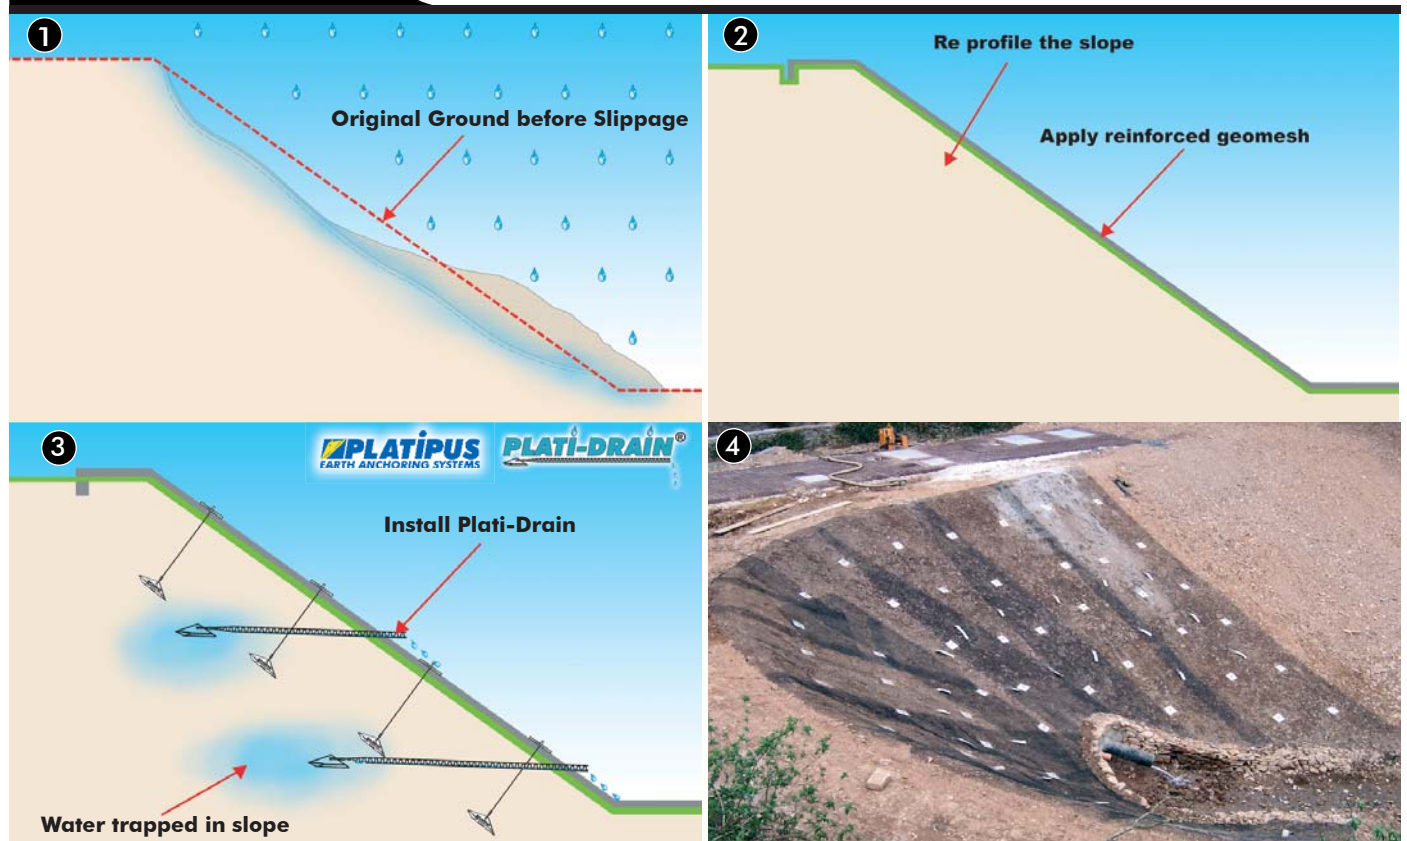 1
Original Ground before Slippage
2
Re profile the slope
Apply reinforced geomesh
3
PLATIPUS
EARTH ANCHORING SYSTEMS
PLATI-DRAIN®
Install Plati-Drain
Water trapped in slope
4